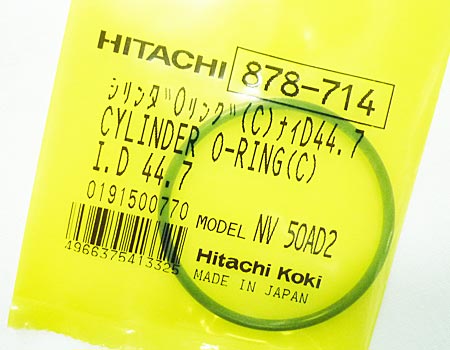 HITACHI 878-714
シリンダ"Oリング"(C)ナイD44.7
CYLINDER O-RING(C)
I.D 44.7
0191500770
MODEL NV 50AD2
4966375413325
Hitachi Koki
MADE IN JAPAN